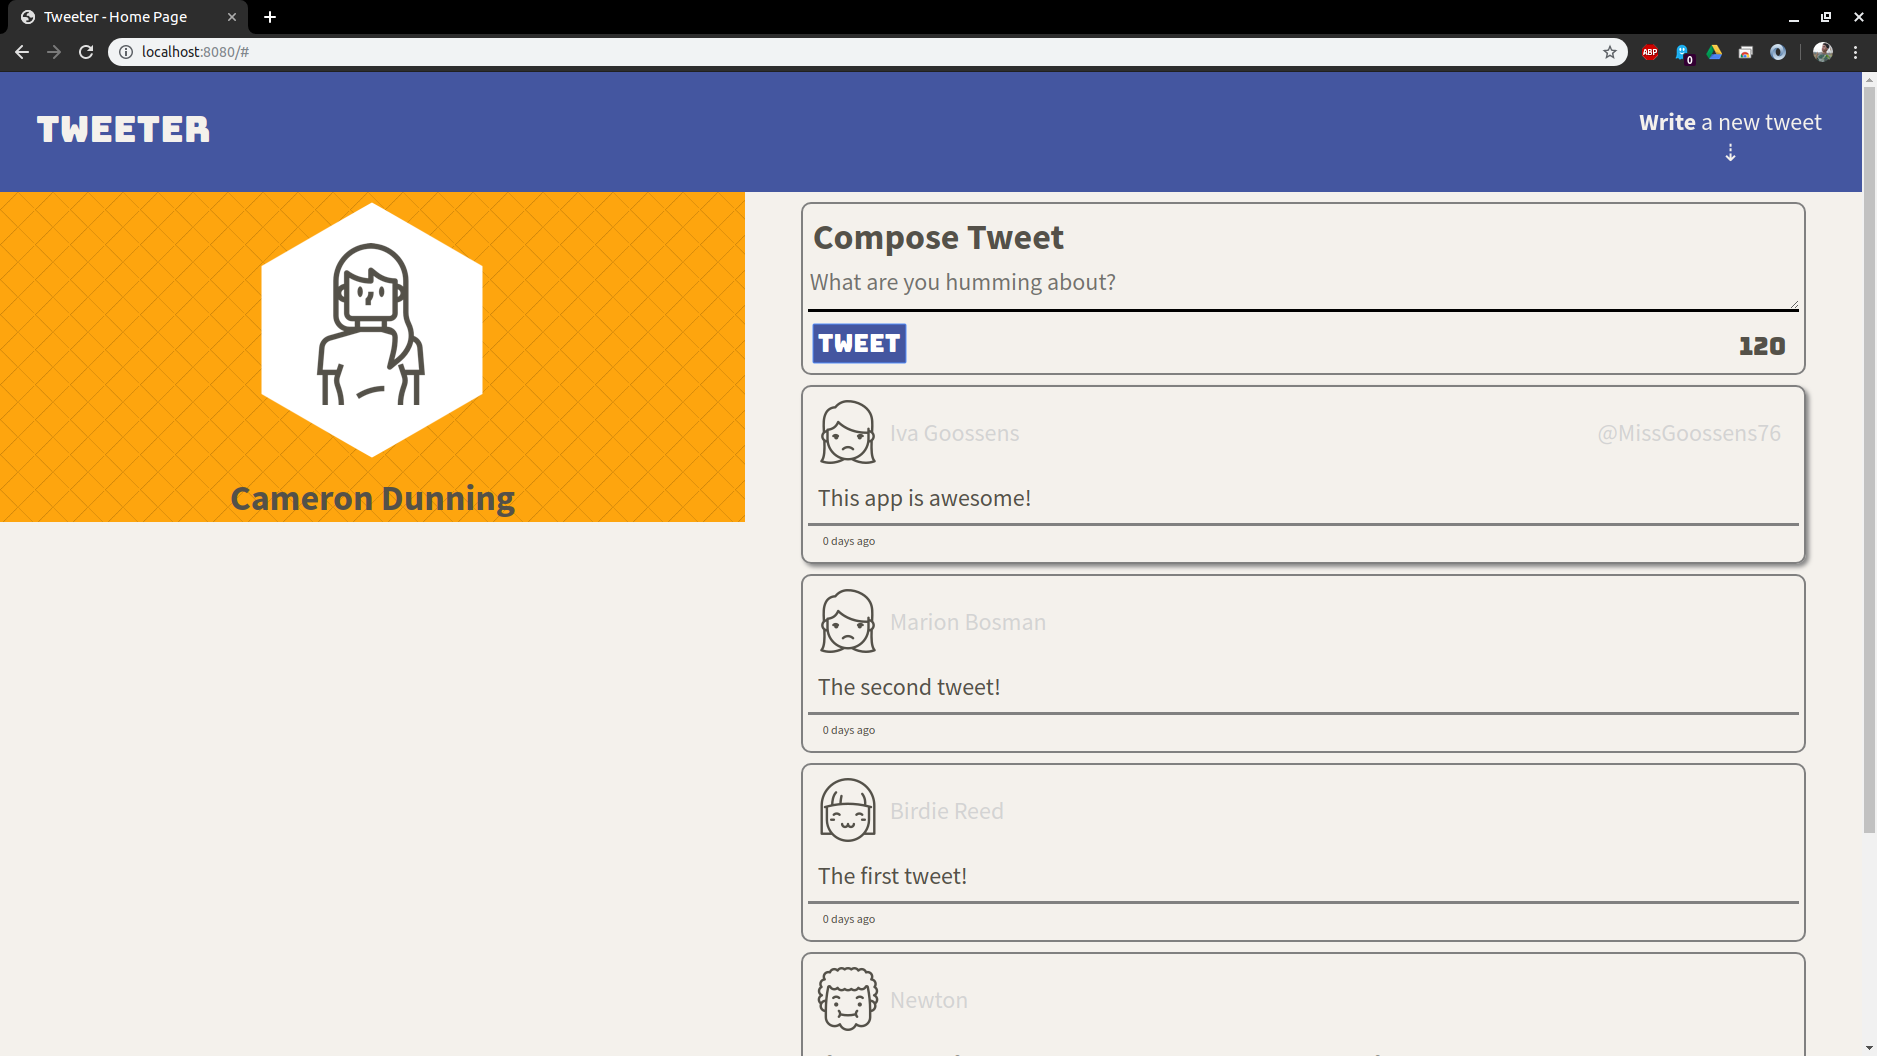 Tweeter - Home Page
localhost:8080/#
ABP
0
TWEETER
Write a new tweet
Cameron Dunning
Compose Tweet
What are you humming about?
TWEET
120
Iva Goossens
@MissGoossens76
This app is awesome!
0 days ago
Marion Bosman
The second tweet!
0 days ago
Birdie Reed
The first tweet!
0 days ago
Newton